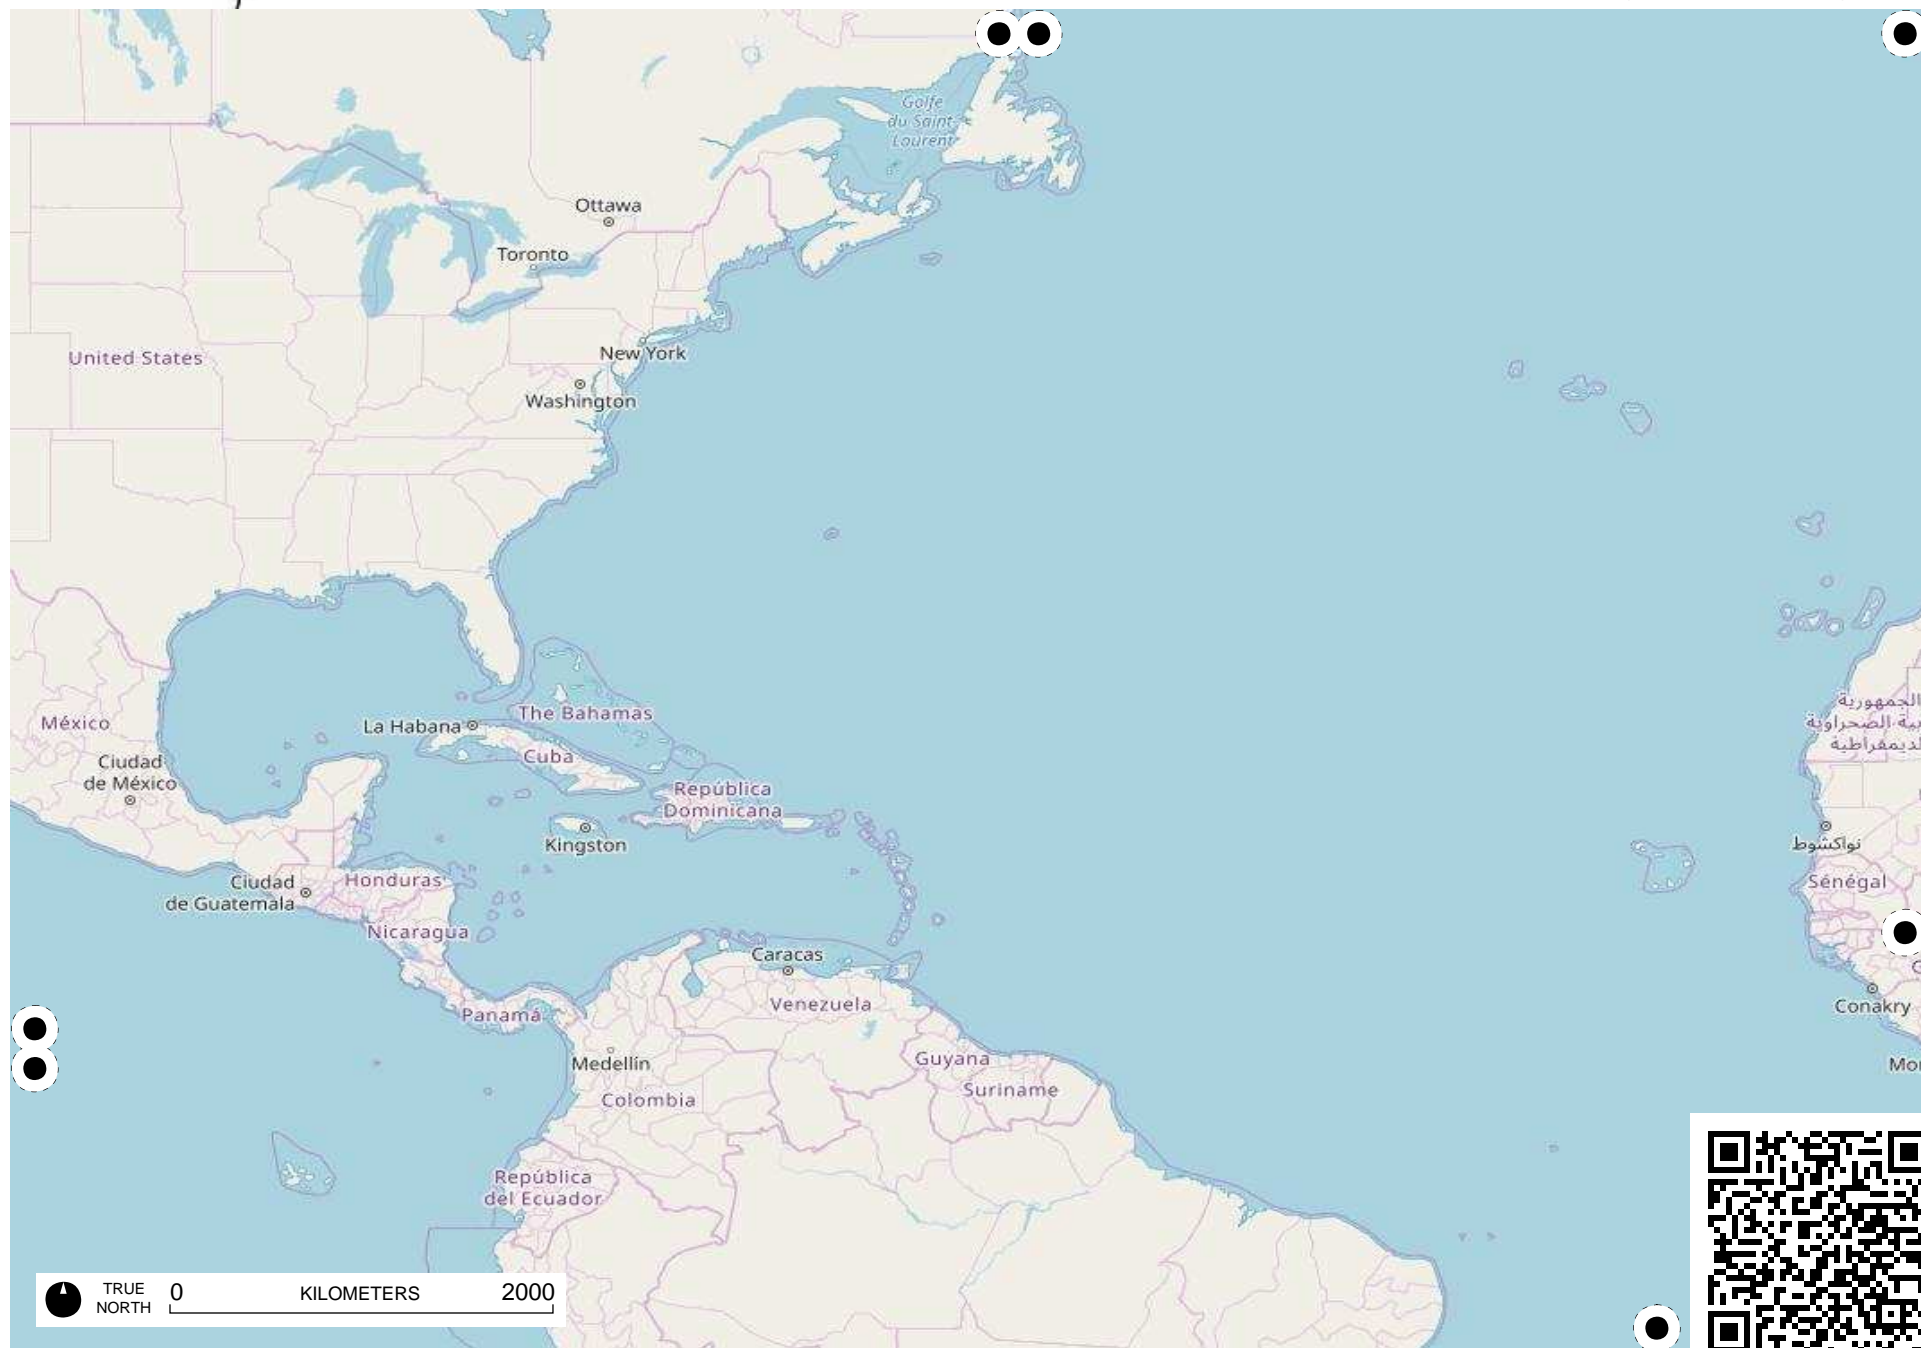 Golfe
du Saint-
Laurent
Ottawa
Toronto
United States
New York
Washington
México
Ciudad
de México
La Habana
The Bahamas
Cuba
República
Dominicana
Kingston
Ciudad
de Guatemala
Honduras
Nicaragua
Caracas
Venezuela
Panamá
Medellín
Guyana
Suriname
Colombia
República
del Ecuador
الجمهورية
الصحراوية
نواكشوط
Sénégal
Conakry
TRUE
NORTH
0
KILOMETERS
2000